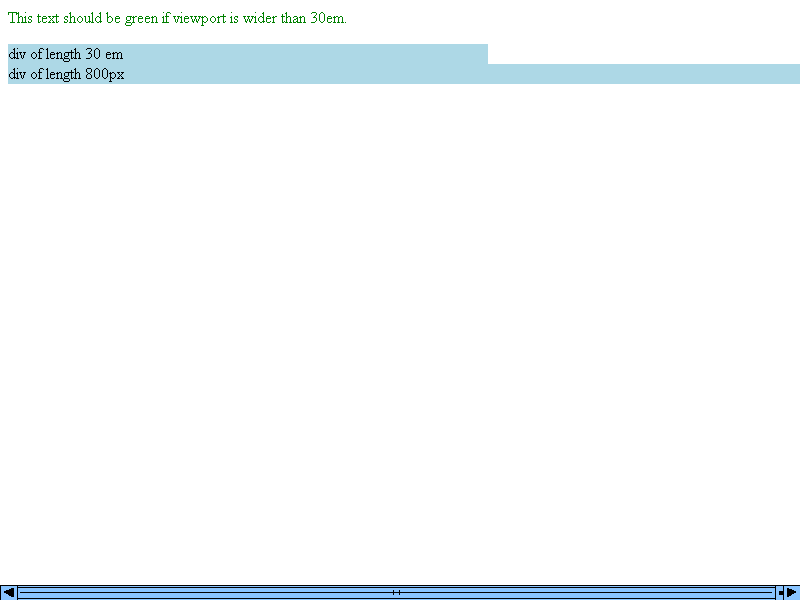 This text should be green if viewport is wider than 30em.
div of length 30 em
div of length 800px